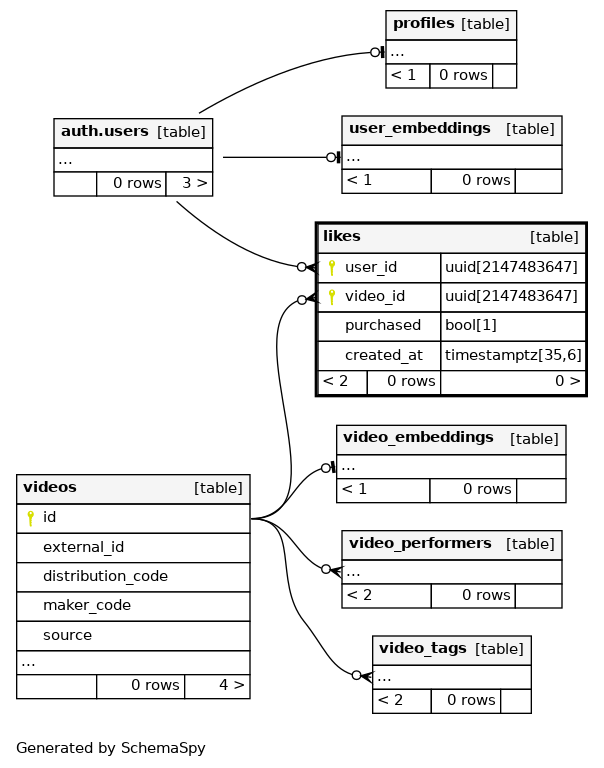 profiles [table]
...
< 1 0 rows
auth.users [table]
...
0 rows 3 >
user_embeddings [table]
...
< 1 0 rows
likes [table]
user_id uuid[2147483647]
video_id uuid[2147483647]
purchased bool[1]
created_at timestamptz[35,6]
< 2 0 rows 0 >
video_embeddings [table]
...
< 1 0 rows
videos [table]
id
external_id
distribution_code
maker_code
source
...
0 rows 4 >
video_performers [table]
...
< 2 0 rows
video_tags [table]
...
< 2 0 rows
Generated by SchemaSpy